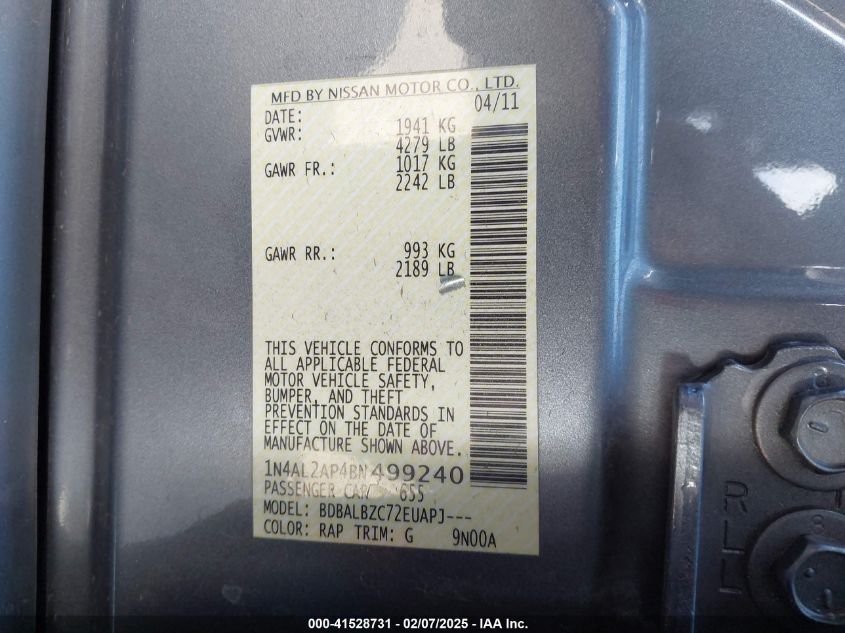 MFD BY NISSAN MOTOR CO., LTD.
DATE: 04/11
GVWR: 1941 KG
4279 LB
GAWR FR.: 1017 KG
2242 LB
GAWR RR.: 993 KG
2189 LB
THIS VEHICLE CONFORMS TO
ALL APPLICABLE FEDERAL
MOTOR VEHICLE SAFETY,
BUMPER, AND THEFT
PREVENTION STANDARDS IN
EFFECT ON THE DATE OF
MANUFACTURE SHOWN ABOVE.
1N4AL2AP4BN499240
PASSENGER CAR 655
MODEL: BDBALBZC72EUAPJ---
COLOR: RAP TRIM: G 9N00A
RLL
8
000-41528731 - 02/07/2025 - IAA Inc.